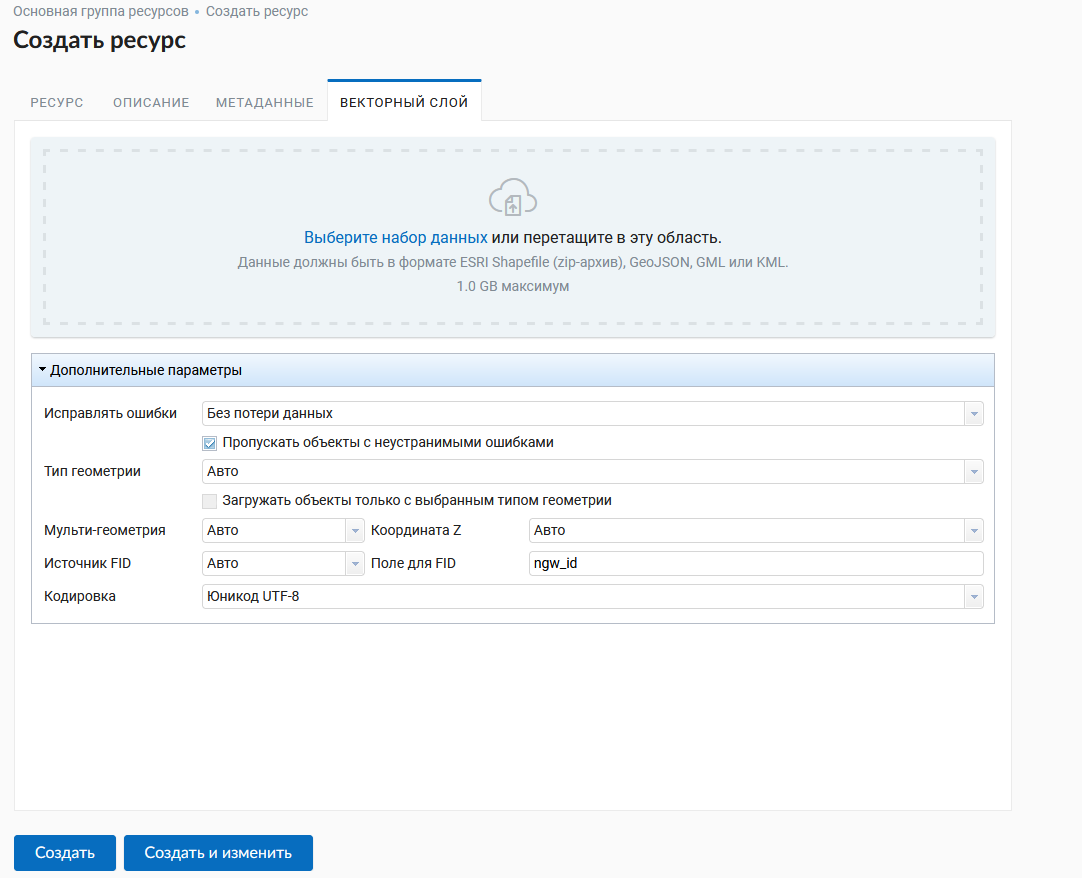 Основная группа ресурсов • Создать ресурс
Создать ресурс
РЕСУРС ОПИСАНИЕ МЕТАДАННЫЕ ВЕКТОРНЫЙ СЛОЙ
Выберите набор данных или перетащите в эту область.
Данные должны быть в формате ESRI Shapefile (zip-архив), GeoJSON, GML или KML.
1.0 GB максимум
Дополнительные параметры
Исправлять ошибки Без потери данных
Пропускать объекты с неустранимыми ошибками
Тип геометрии Авто
Загружать объекты только с выбранным типом геометрии
Мульти-геометрия Авто Координата Z Авто
Источник FID Авто Поле для FID ngw_id
Кодировка Юникод UTF-8
Создать Создать и изменить